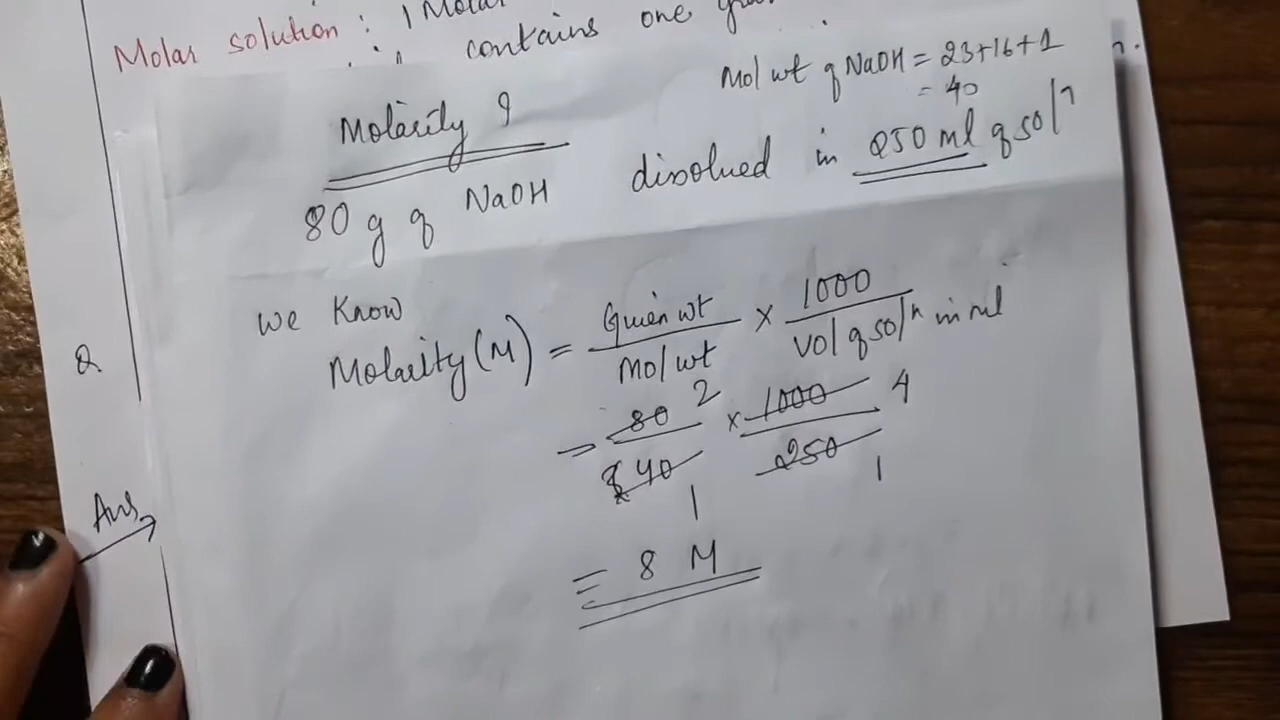 Molar solution : 1 Molar
contains one
Mol wt of NaOH = 23+16+1
= 40
Molarity ?
80 g of NaOH dissolved in 250 ml of sol^n
We Know
Molarity (M) = Given wt / Mol wt × 1000 / vol of sol^n in ml
Q
= 80 2 / 40 1 × 1000 4 / 250 1
Ans →
= 8 M